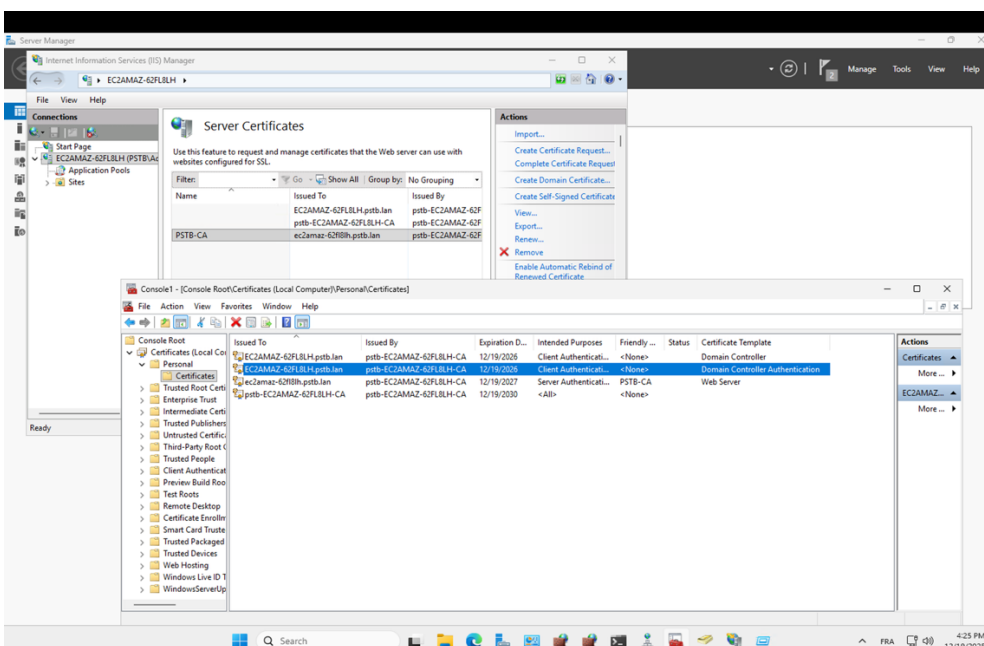 Server Manager
Internet Information Services (IIS) Manager
EC2AMAZ-62FL8LH
Manage Tools View Help
2
File View Help
Connections
Start Page
EC2AMAZ-62FL8LH (PSTB\Ac
Application Pools
Sites
Server Certificates
Use this feature to request and manage certificates that the Web server can use with
websites configured for SSL.
Filter: Go Show All Group by: No Grouping
Name Issued To Issued By
EC2AMAZ-62FL8LH.pstb.lan pstb-EC2AMAZ-62F
pstb-EC2AMAZ-62FL8LH-CA pstb-EC2AMAZ-62F
PSTB-CA ec2amaz-62fl8lh.pstb.lan pstb-EC2AMAZ-62F
Actions
Import...
Create Certificate Request...
Complete Certificate Request
Create Domain Certificate...
Create Self-Signed Certificate
View...
Export...
Renew...
Remove
Enable Automatic Rebind of
Renewed Certificate
Ready
Console1 - [Console Root\Certificates (Local Computer)\Personal\Certificates]
File Action View Favorites Window Help
Console Root
Certificates (Local Co
Personal
Certificates
Trusted Root Certi
Enterprise Trust
Intermediate Certi
Trusted Publishers
Untrusted Certific
Third-Party Root C
Trusted People
Client Authenticat
Preview Build Roo
Test Roots
Remote Desktop
Certificate Enrollm
Smart Card Truste
Trusted Packaged
Trusted Devices
Web Hosting
Windows Live ID T
WindowsServerUp
Issued To Issued By Expiration D... Intended Purposes Friendly ... Status Certificate Template
EC2AMAZ-62FL8LH.pstb.lan pstb-EC2AMAZ-62FL8LH-CA 12/19/2026 Client Authenticati... <None> Domain Controller
EC2AMAZ-62FL8LH.pstb.lan pstb-EC2AMAZ-62FL8LH-CA 12/19/2026 Client Authenticati... <None> Domain Controller Authentication
ec2amaz-62fl8lh.pstb.lan pstb-EC2AMAZ-62FL8LH-CA 12/19/2027 Server Authenticati... PSTB-CA Web Server
pstb-EC2AMAZ-62FL8LH-CA pstb-EC2AMAZ-62FL8LH-CA 12/19/2030 <All> <None>
Actions
Certificates
More ...
EC2AMAZ...
More ...
Search
FRA
4:25 PM